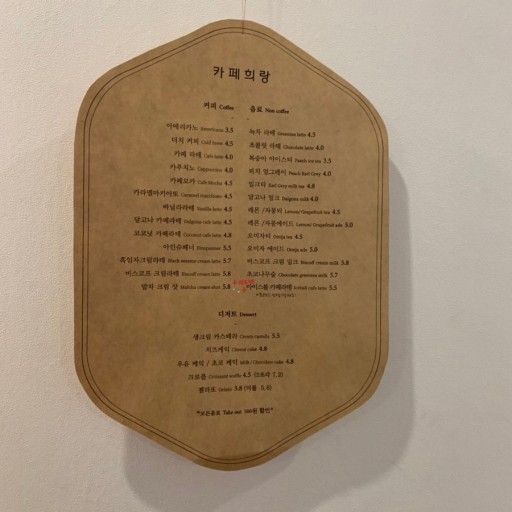 카페희랑
커피 Coffee
아메리카노 Americano 3.5
더치 커피 Cold brew 4.5
카페 라떼 Cafe latte 4.0
카푸치노 Cappuccino 4.0
카페모카 Cafe Mocha 4.5
카라멜마키아또 Caramel macchiato 4.5
바닐라라떼 Vanilla latte 4.5
달고나 카페라떼 Dalgona cafe latte 4.5
코코넛 카페라떼 Coconut cafe latte 4.8
아인슈페너 Einspanner 5.5
흑임자크림라떼 Black sesame cream latte 5.7
비스코프 크림라떼 Biscoff cream latte 5.8
말차 크림 샷 Matcha cream shot 5.8
음료 Non coffee
녹차 라떼 Greentea latte 4.5
초콜릿 라떼 Chocolate latte 4.0
복숭아 아이스티 Peach ice tea 3.5
피치 얼그레이 Peach Earl Grey 4.0
밀크티 Earl Grey milk tea 4.8
달고나 밀크 Dalgona milk 4.0
레몬 / 자몽티 Lemon/ Grapefruit tea 4.5
레몬 / 자몽에이드 Lemon/ Grapefruit ade 5.0
오미자티 Omija tea 4.5
오미자 에이드 Omija ade 5.0
비스코프 크림 밀크 Biscoff cream milk 5.8
초코나무숲 Chocolate greentea milk 5.7
아이스볼 카페라떼 Iceball cafe latte 5.5
디저트 Dessert
생크림 카스테라 Cream castella 5.5
치즈케익 Cheese cake 4.8
우유 케익 / 초코 케익 Milk / Chocolate cake 4.8
크로플 Croissant waffle 4.5
젤라또 Gelato 3.8 (더블 5.8)
*모든음료 Take out 500원 할인*